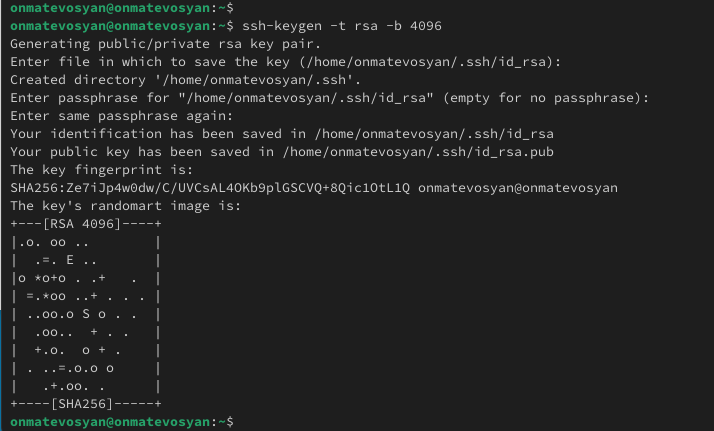 onmatevosyan@onmatevosyan:~$
onmatevosyan@onmatevosyan:~$ ssh-keygen -t rsa -b 4096
Generating public/private rsa key pair.
Enter file in which to save the key (/home/onmatevosyan/.ssh/id_rsa):
Created directory '/home/onmatevosyan/.ssh'.
Enter passphrase for "/home/onmatevosyan/.ssh/id_rsa" (empty for no passphrase):
Enter same passphrase again:
Your identification has been saved in /home/onmatevosyan/.ssh/id_rsa
Your public key has been saved in /home/onmatevosyan/.ssh/id_rsa.pub
The key fingerprint is:
SHA256:Ze7iJp4w0dw/C/UVCsAL4OKb9plGSCVQ+8Qic1OtL1Q onmatevosyan@onmatevosyan
The key's randomart image is:
+---[RSA 4096]----+
|.o. oo ..        |
|  .=. E ..       |
|o *o+o . .+   .  |
| =.*oo ..+ . . . |
| ..oo.o S o . .  |
|  .oo..  + . .   |
|  +.o.  o + .    |
| . ..=.o.o o     |
|   .+.oo. .      |
+----[SHA256]-----+
onmatevosyan@onmatevosyan:~$